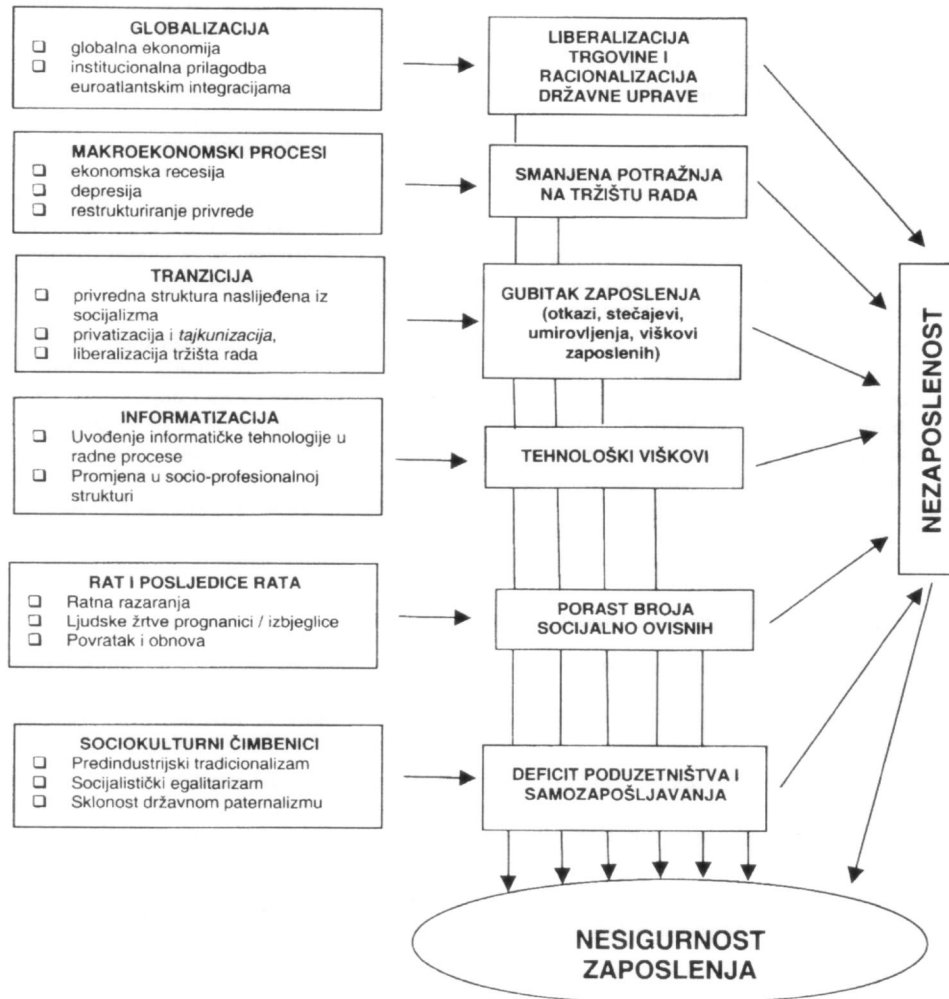 GLOBALIZACIJA
❑ globalna ekonomija
❑ institucionalna prilagodba
euroatlantskim integracijama
LIBERALIZACIJA
TRGOVINE I
RACIONALIZACIJA
DRŽAVNE UPRAVE
MAKROEKONOMSKI PROCESI
❑ ekonomska recesija
❑ depresija
❑ restrukturiranje privrede
SMANJENA POTRAŽNJA
NA TRŽIŠTU RADA
TRANZICIJA
❑ privredna struktura naslijeđena iz
socijalizma
❑ privatizacija i tajkunizacija,
❑ liberalizacija tržišta rada
GUBITAK ZAPOSLENJA
(otkazi, stečajevi,
umirovljenja, viškovi
zaposlenih)
INFORMATIZACIJA
❑ Uvođenje informatičke tehnologije u
radne procese
❑ Promjena u socio-profesionalnoj
strukturi
TEHNOLOŠKI VIŠKOVI
RAT I POSLJEDICE RATA
❑ Ratna razaranja
❑ Ljudske žrtve prognanici / izbjeglice
❑ Povratak i obnova
PORAST BROJA
SOCIJALNO OVISNIH
SOCIOKULTURNI ČIMBENICI
❑ Predindustrijski tradicionalizam
❑ Socijalistički egalitarizam
❑ Sklonost državnom paternalizmu
DEFICIT PODUZETNIŠTVA I
SAMOZAPOŠLJAVANJA
NEZAPOSLENOST
NESIGURNOST
ZAPOSLENJA